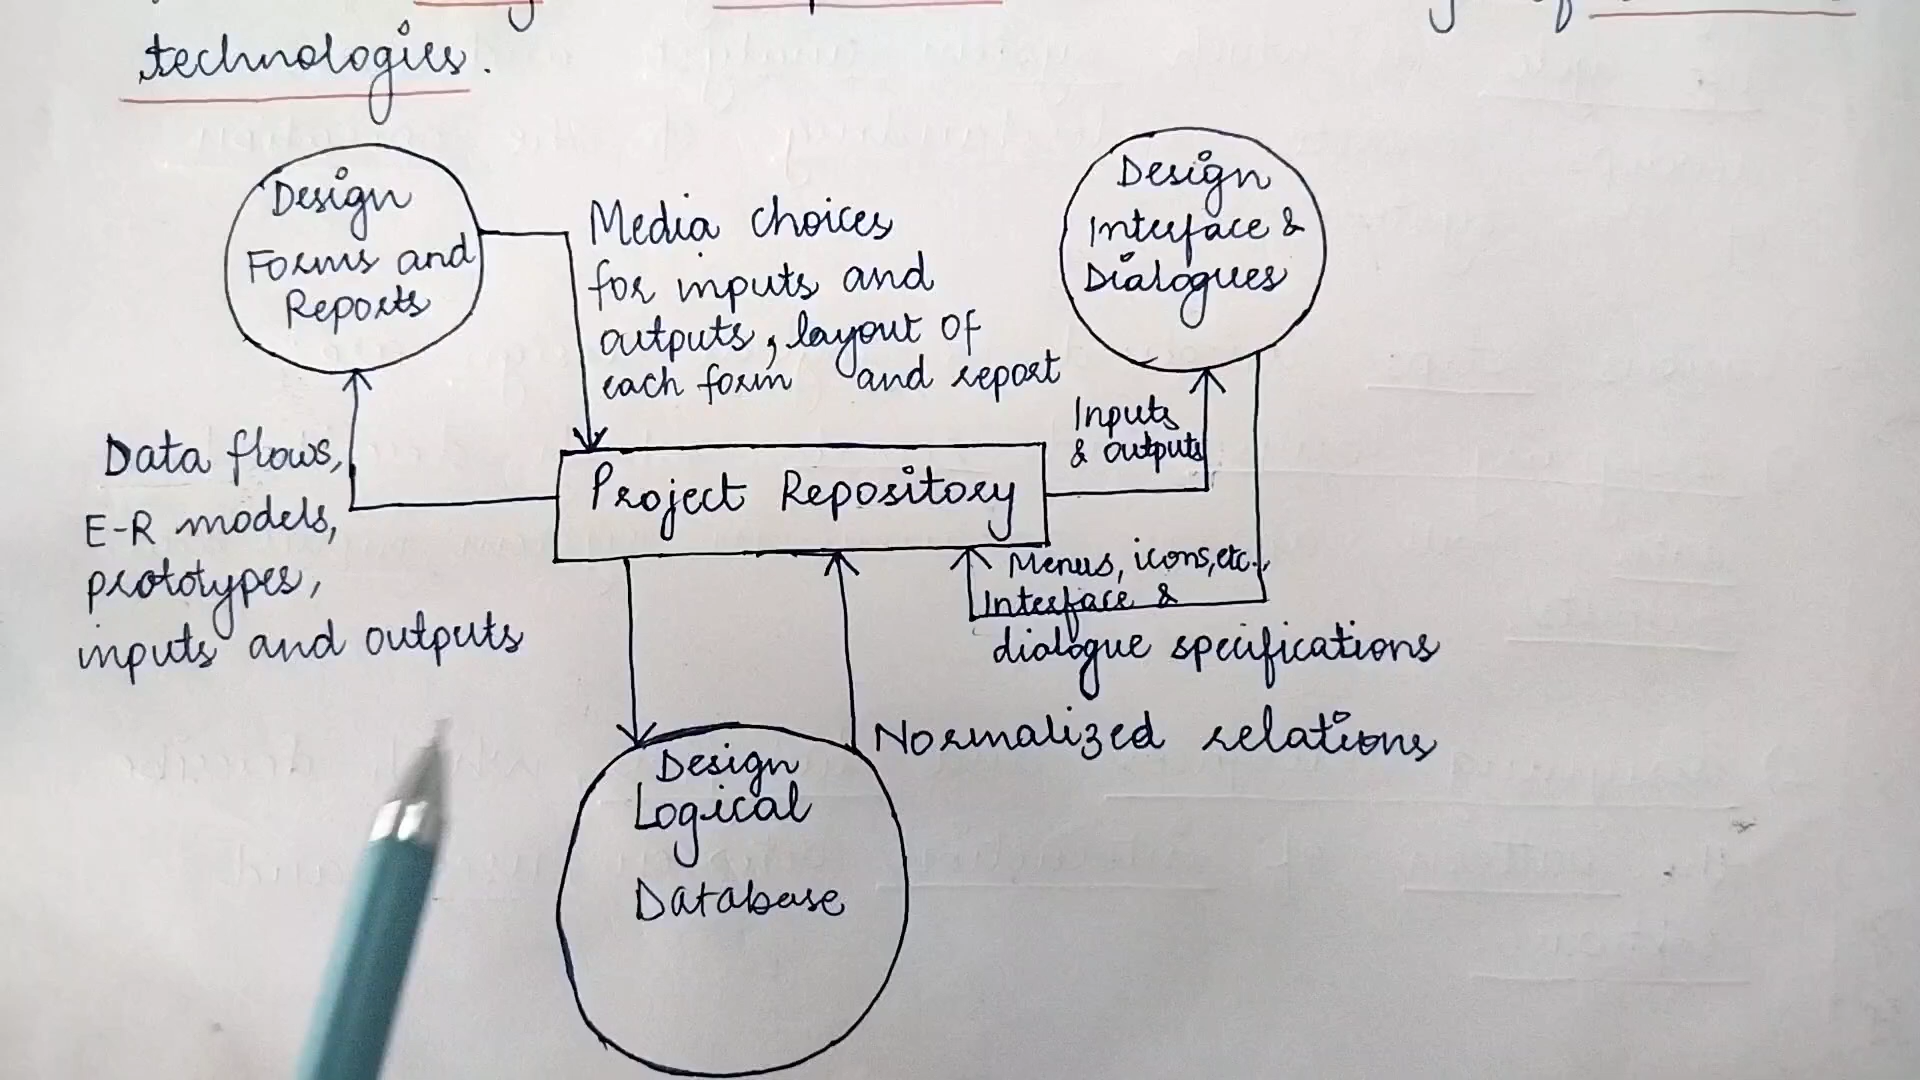 technologies.
Design
Forms and
Reports
Media choices
for inputs and
outputs, layout of
each form and report
Design
Interface &
Dialogues
Inputs
& outputs
Data flows,
E-R models,
prototypes,
inputs and outputs
Project Repository
Menus, icons, etc.,
Interface &
dialogue specifications
Normalized relations
Design
Logical
Database